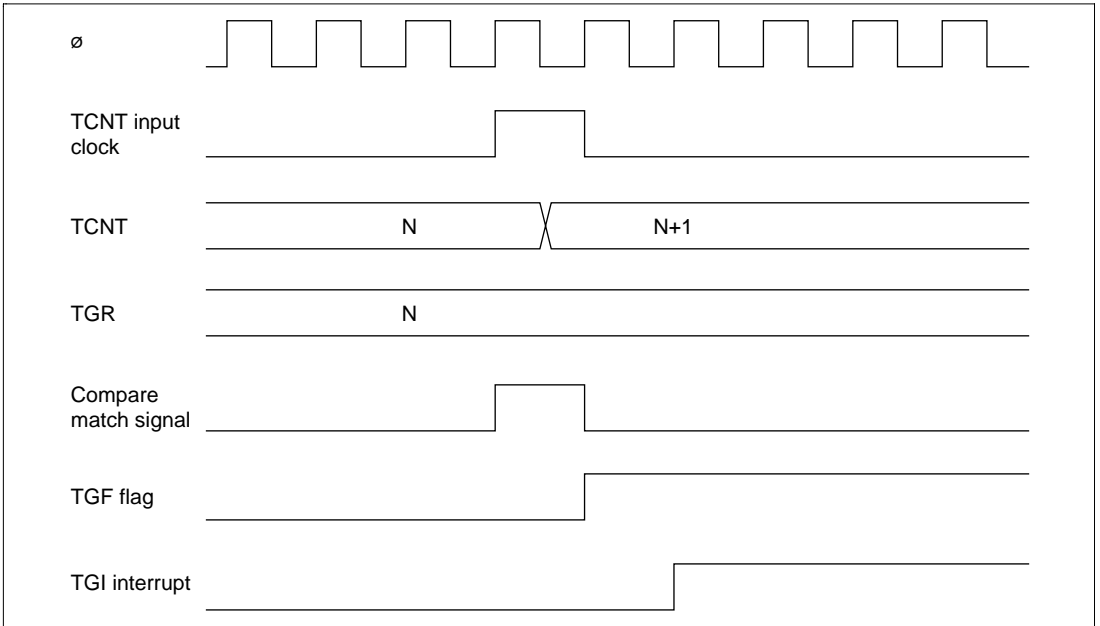 ø
TCNT input
clock
TCNT
N
N+1
TGR
N
Compare
match signal
TGF flag
TGI interrupt